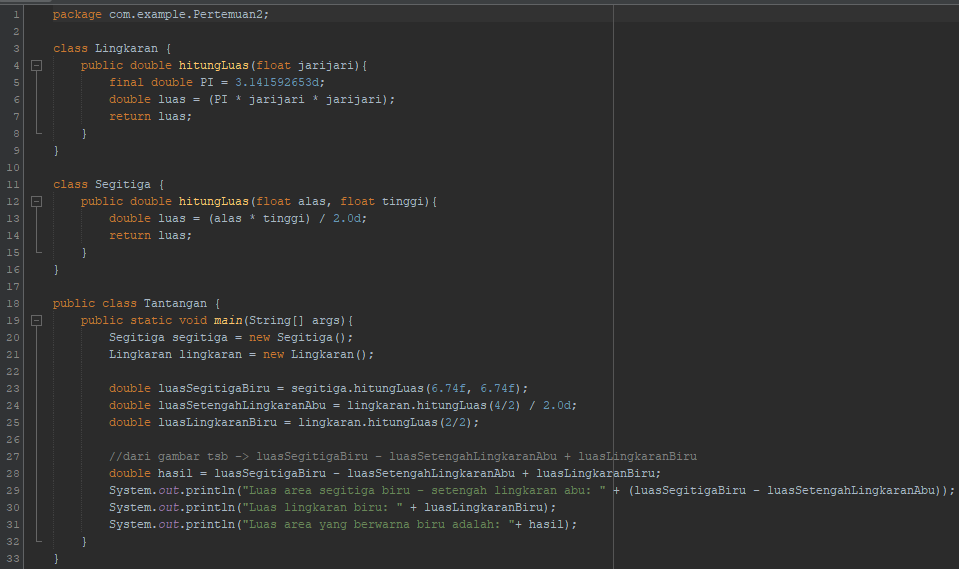 1 package com.example.Pertemuan2;
2
3 class Lingkaran {
4 public double hitungLuas(float jarijari){
5 final double PI = 3.141592653d;
6 double luas = (PI * jarijari * jarijari);
7 return luas;
8 }
9 }
10
11 class Segitiga {
12 public double hitungLuas(float alas, float tinggi){
13 double luas = (alas * tinggi) / 2.0d;
14 return luas;
15 }
16 }
17
18 public class Tantangan {
19 public static void main(String[] args){
20 Segitiga segitiga = new Segitiga();
21 Lingkaran lingkaran = new Lingkaran();
22
23 double luasSegitigaBiru = segitiga.hitungLuas(6.74f, 6.74f);
24 double luasSetengahLingkaranAbu = lingkaran.hitungLuas(4/2) / 2.0d;
25 double luasLingkaranBiru = lingkaran.hitungLuas(2/2);
26
27 //dari gambar tsb -> luasSegitigaBiru - luasSetengahLingkaranAbu + luasLingkaranBiru
28 double hasil = luasSegitigaBiru - luasSetengahLingkaranAbu + luasLingkaranBiru;
29 System.out.println("Luas area segitiga biru - setengah lingkaran abu: " + (luasSegitigaBiru - luasSetengahLingkaranAbu));
30 System.out.println("Luas lingkaran biru: " + luasLingkaranBiru);
31 System.out.println("Luas area yang berwarna biru adalah: "+ hasil);
32 }
33 }